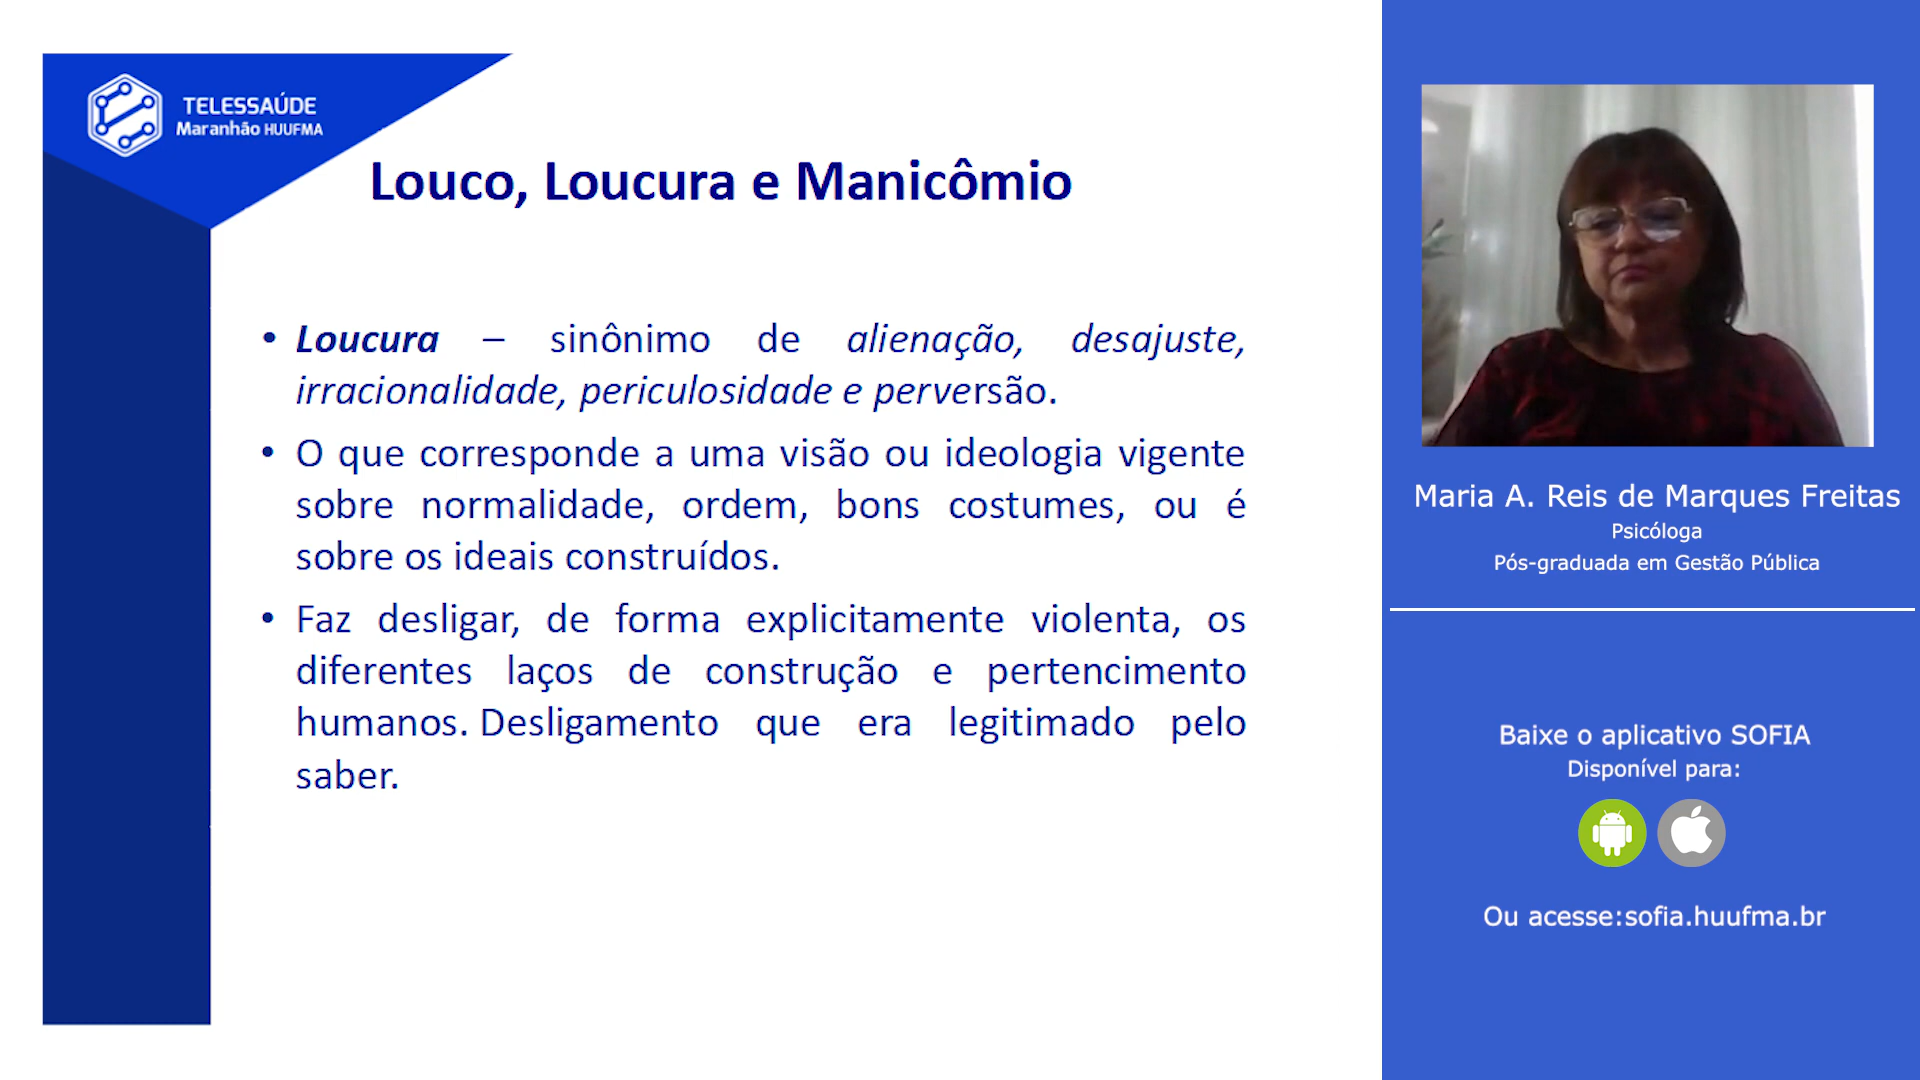 TELESSAÚDE
Maranhão HUUFMA
Louco, Loucura e Manicômio
• Loucura – sinônimo de alienação, desajuste,
irracionalidade, periculosidade e perversão.
• O que corresponde a uma visão ou ideologia vigente
sobre normalidade, ordem, bons costumes, ou é
sobre os ideais construídos.
• Faz desligar, de forma explicitamente violenta, os
diferentes laços de construção e pertencimento
humanos. Desligamento que era legitimado pelo
saber.
Maria A. Reis de Marques Freitas
Psicóloga
Pós-graduada em Gestão Pública
Baixe o aplicativo SOFIA
Disponível para:
Ou acesse:sofia.huufma.br